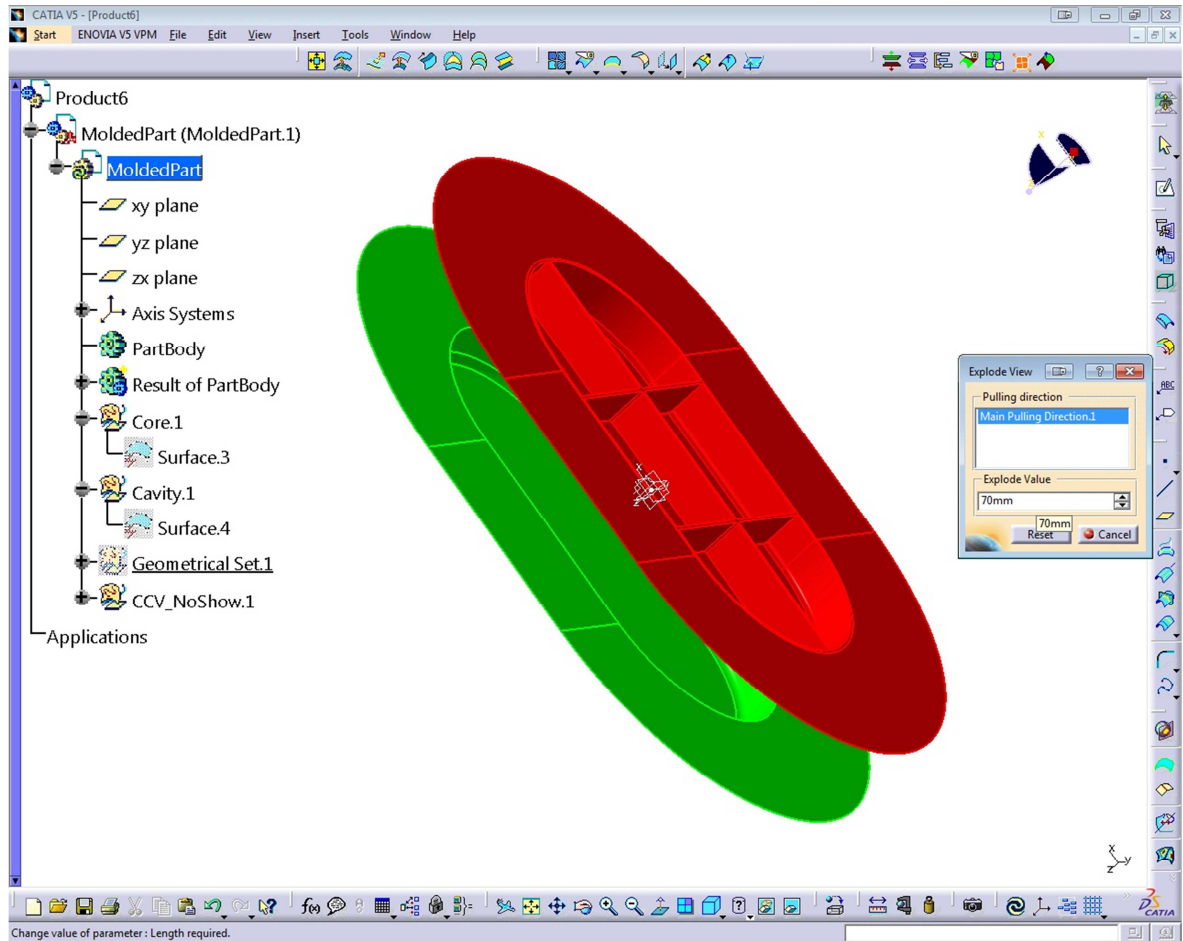 CATIA V5 - [Product6]
Start ENOVIA V5 VPM File Edit View Insert Tools Window Help
Product6
MoldedPart (MoldedPart.1)
MoldedPart
xy plane
yz plane
zx plane
Axis Systems
PartBody
Result of PartBody
Core.1
Surface.3
Cavity.1
Surface.4
Geometrical Set.1
CCV_NoShow.1
Applications
x
z
x
Explode View
Pulling direction
Main Pulling Direction.1
Explode Value
70mm
70mm
Reset Cancel
ABC
x
y
z
f(x)
CATIA
Change value of parameter : Length required.